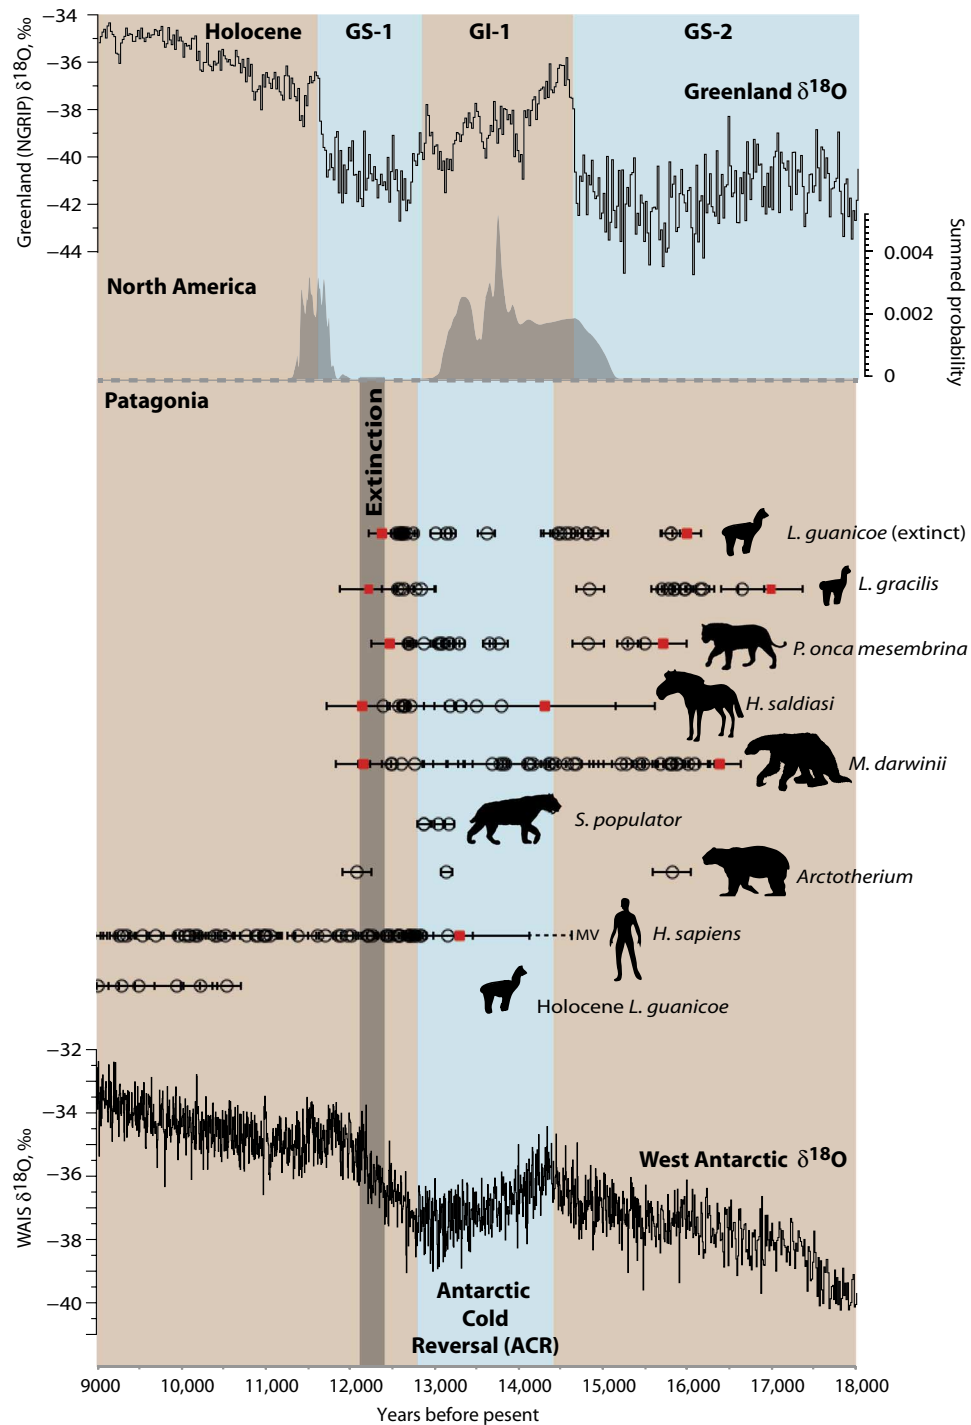 Holocene GS-1 GI-1 GS-2
Greenland (NGRIP) δ18O, ‰
−34
−36
−38
−40
−42
−44
Greenland δ18O
North America
Summed probability
0.004
0.002
0
Patagonia
Extinction
L. guanicoe (extinct)
L. gracilis
P. onca mesembrina
H. saldiasi
M. darwinii
S. populator
Arctotherium
MV H. sapiens
Holocene L. guanicoe
WAIS δ18O, ‰
−32
−34
−36
−38
−40
West Antarctic δ18O
Antarctic
Cold
Reversal (ACR)
9000 10,000 11,000 12,000 13,000 14,000 15,000 16,000 17,000 18,000
Years before pesent